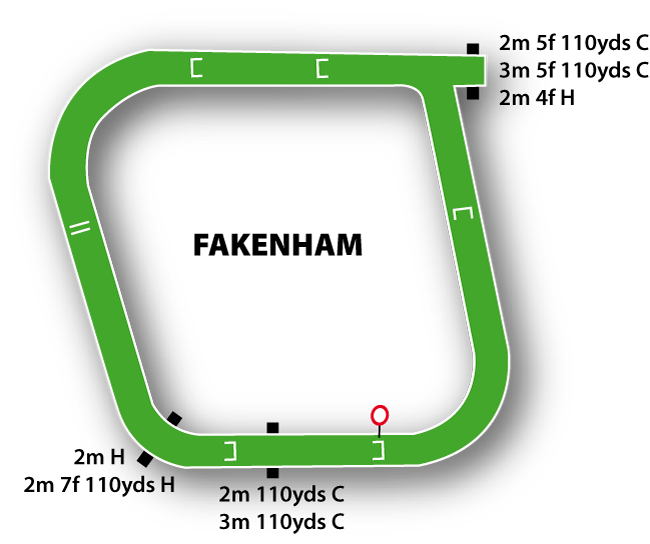 2m 5f 110yds C
3m 5f 110yds C
2m 4f H
FAKENHAM
2m H
2m 7f 110yds H
2m 110yds C
3m 110yds C